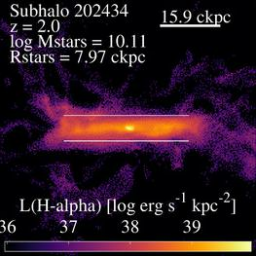 Subhalo 202434
z = 2.0
log Mstars = 10.11
Rstars = 7.97 ckpc
15.9 ckpc
L(H-alpha) [log erg s⁻¹ kpc⁻²]
36 37 38 39